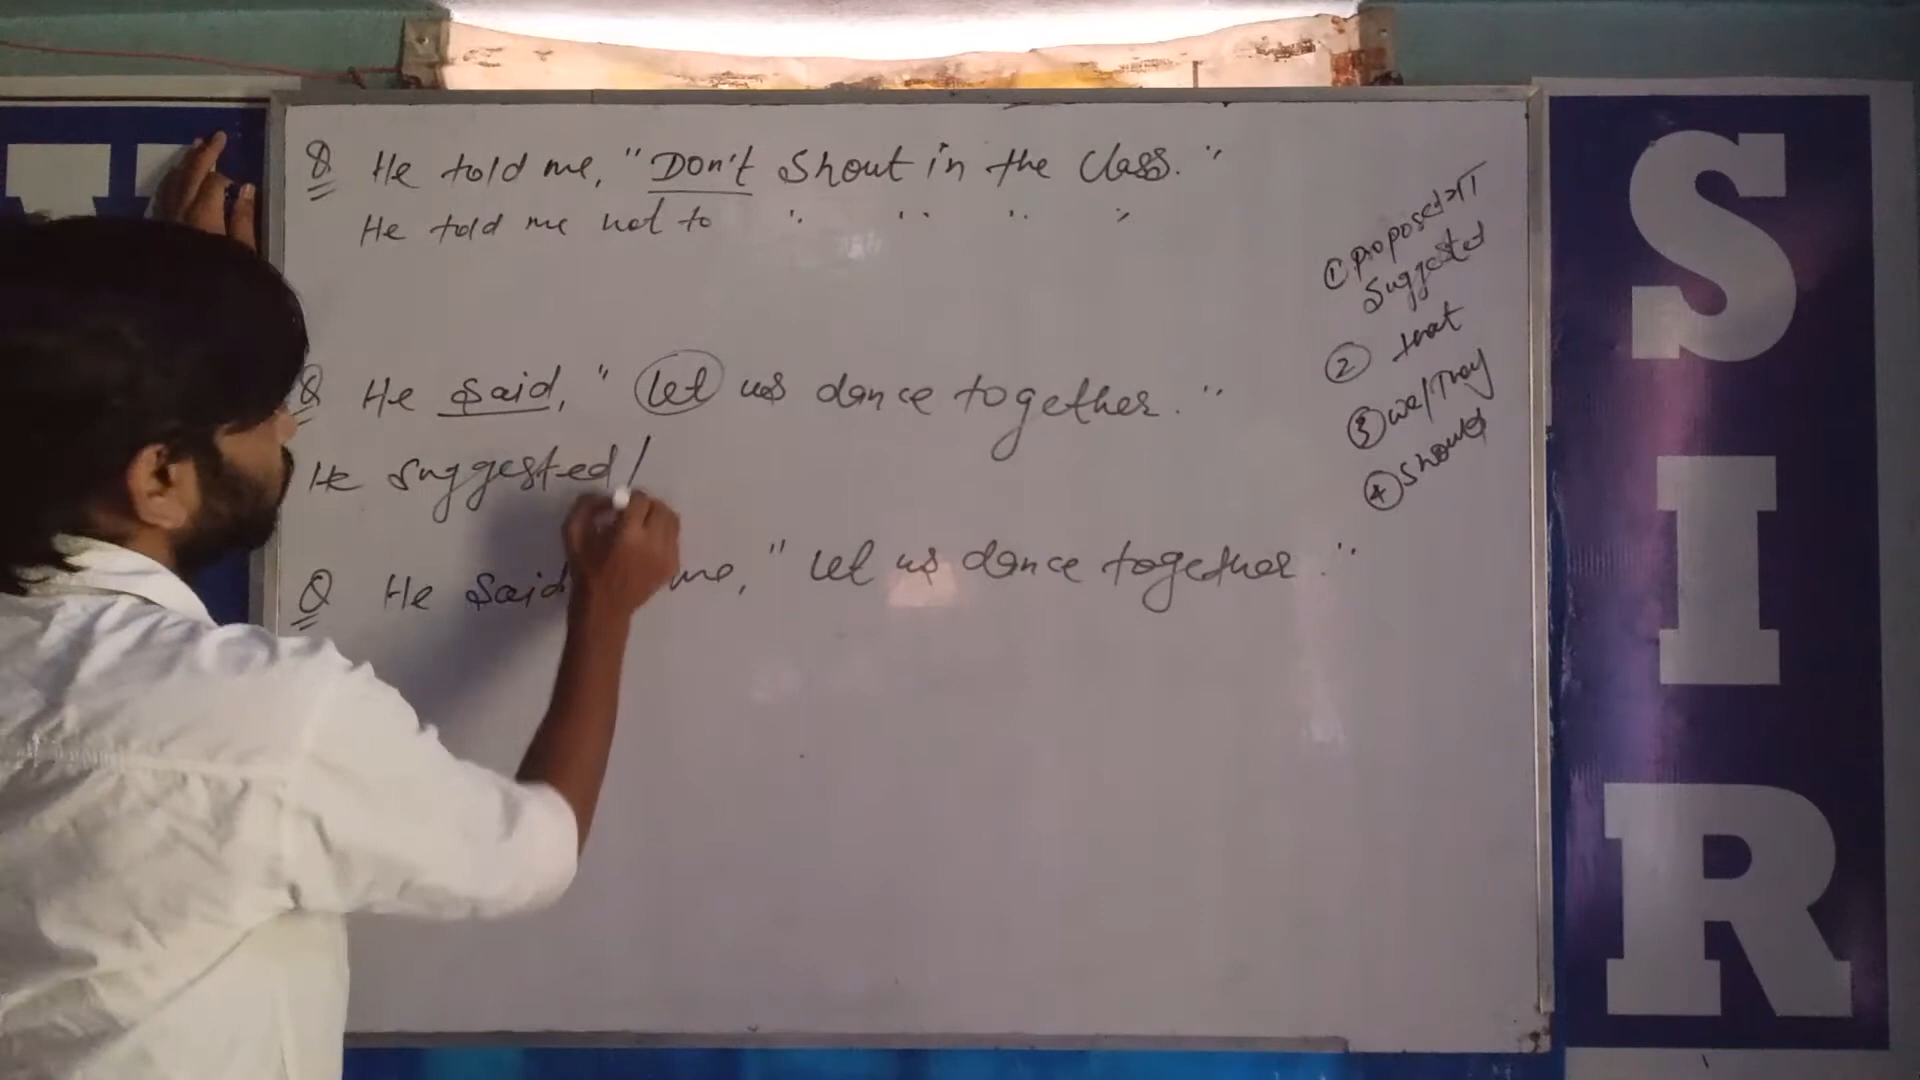 Q He told me, "Don't Shout in the Class."
He told me not to " " " "
Q He said, "let us dance together."
He suggested/
Q He Said me, "let us dance together."
① proposed या
Suggested
② that
③ we/They
④ should
SIR